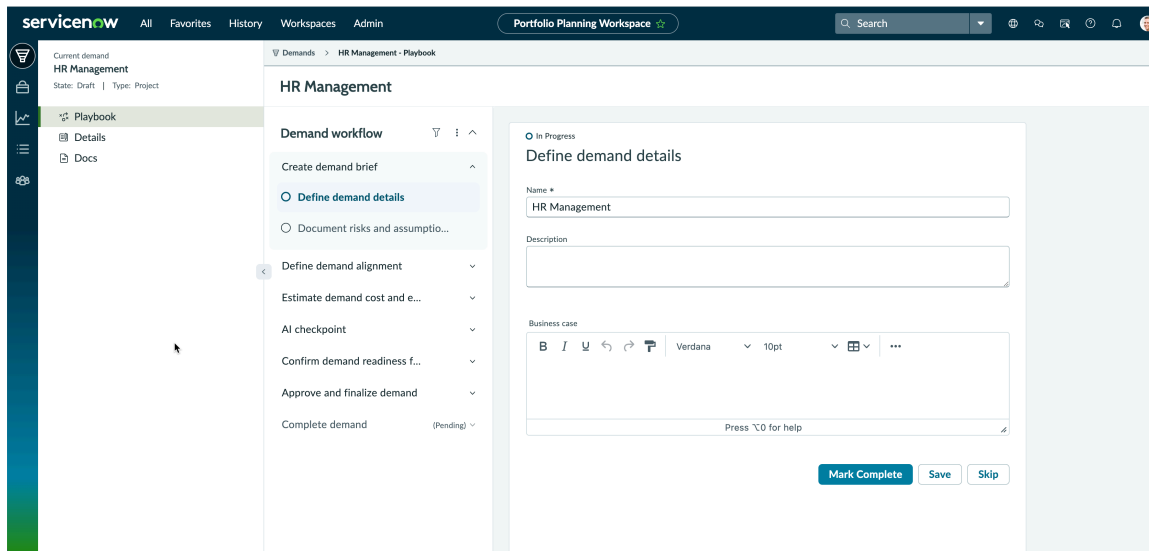 servicenow All Favorites History Workspaces Admin Portfolio Planning Workspace Search
Current demand
HR Management
State: Draft | Type: Project
Playbook
Details
Docs
Demands > HR Management - Playbook
HR Management
Demand workflow
Create demand brief
Define demand details
Document risks and assumptio...
Define demand alignment
Estimate demand cost and e...
AI checkpoint
Confirm demand readiness f...
Approve and finalize demand
Complete demand (Pending)
In Progress
Define demand details
Name *
HR Management
Description
Business case
B I U Verdana 10pt
Press ⌥0 for help
Mark Complete Save Skip